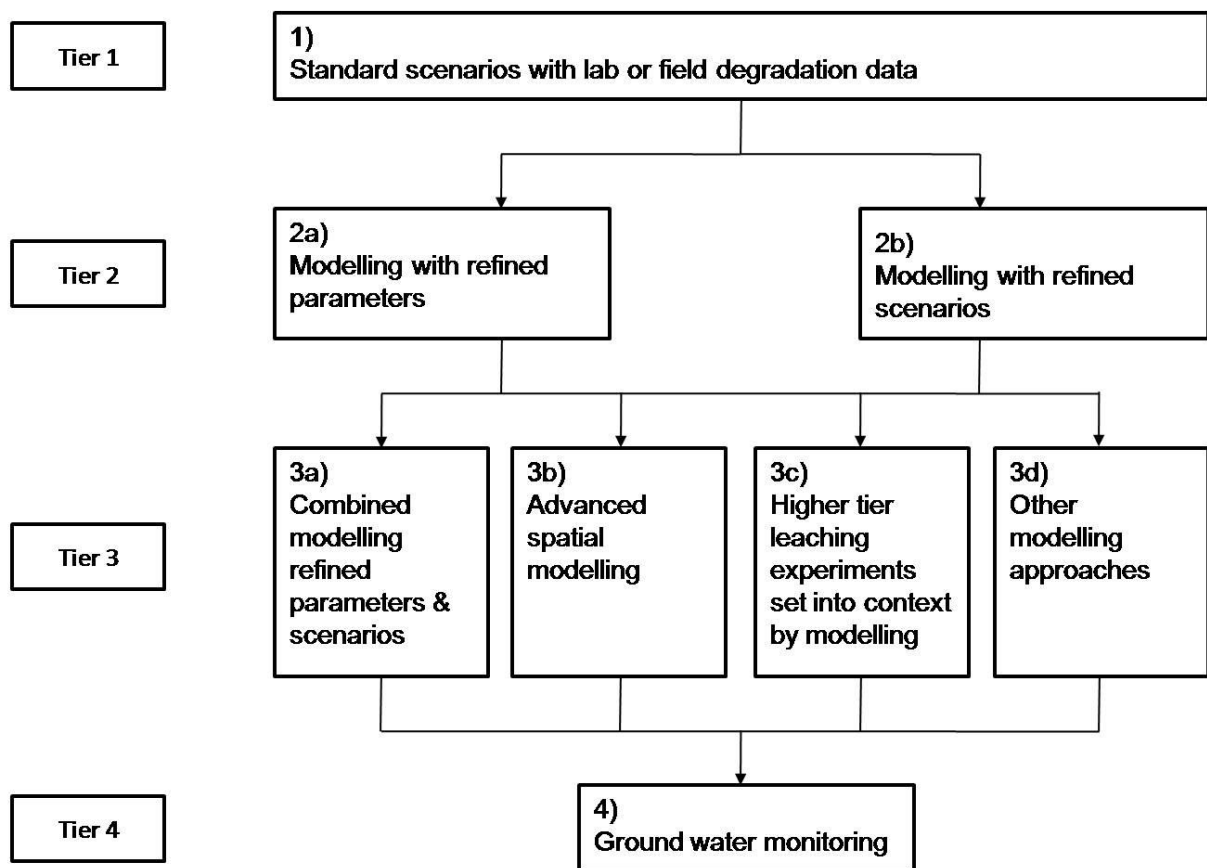 Tier 1
1)
Standard scenarios with lab or field degradation data
Tier 2
2a)
Modelling with refined
parameters
2b)
Modelling with refined
scenarios
Tier 3
3a)
Combined
modelling
refined
parameters &
scenarios
3b)
Advanced
spatial
modelling
3c)
Higher tier
leaching
experiments
set into context
by modelling
3d)
Other
modelling
approaches
Tier 4
4)
Ground water monitoring